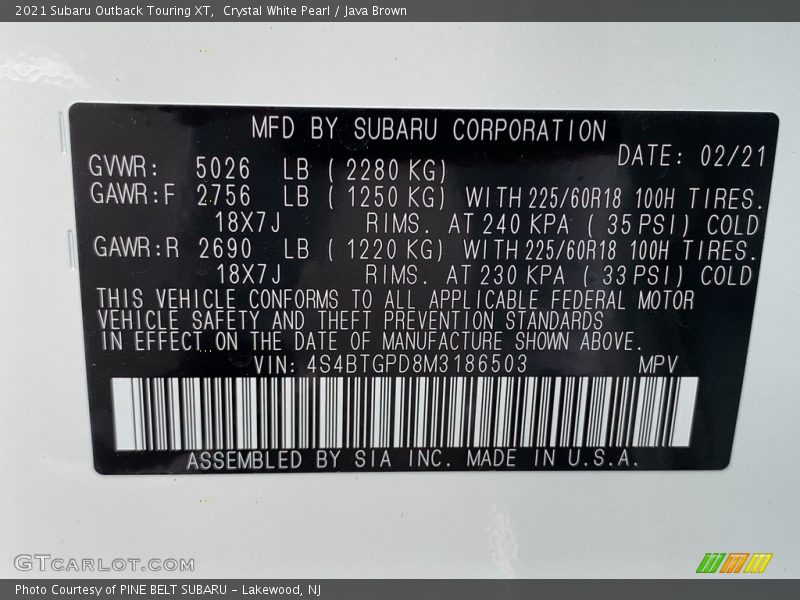 2021 Subaru Outback Touring XT,  Crystal White Pearl / Java Brown
MFD BY SUBARU CORPORATION
DATE: 02/21
GVWR: 5026 LB ( 2280 KG)
GAWR:F 2756 LB ( 1250 KG) WITH 225/60R18 100H TIRES.
18X7J RIMS. AT 240 KPA ( 35 PSI) COLD
GAWR:R 2690 LB ( 1220 KG) WITH 225/60R18 100H TIRES.
18X7J RIMS. AT 230 KPA ( 33 PSI) COLD
THIS VEHICLE CONFORMS TO ALL APPLICABLE FEDERAL MOTOR
VEHICLE SAFETY AND THEFT PREVENTION STANDARDS
IN EFFECT ON THE DATE OF MANUFACTURE SHOWN ABOVE.
VIN: 4S4BTGPD8M3186503 MPV
ASSEMBLED BY SIA INC. MADE IN U.S.A.
GTCARLOT.COM
Photo Courtesy of PINE BELT SUBARU - Lakewood, NJ